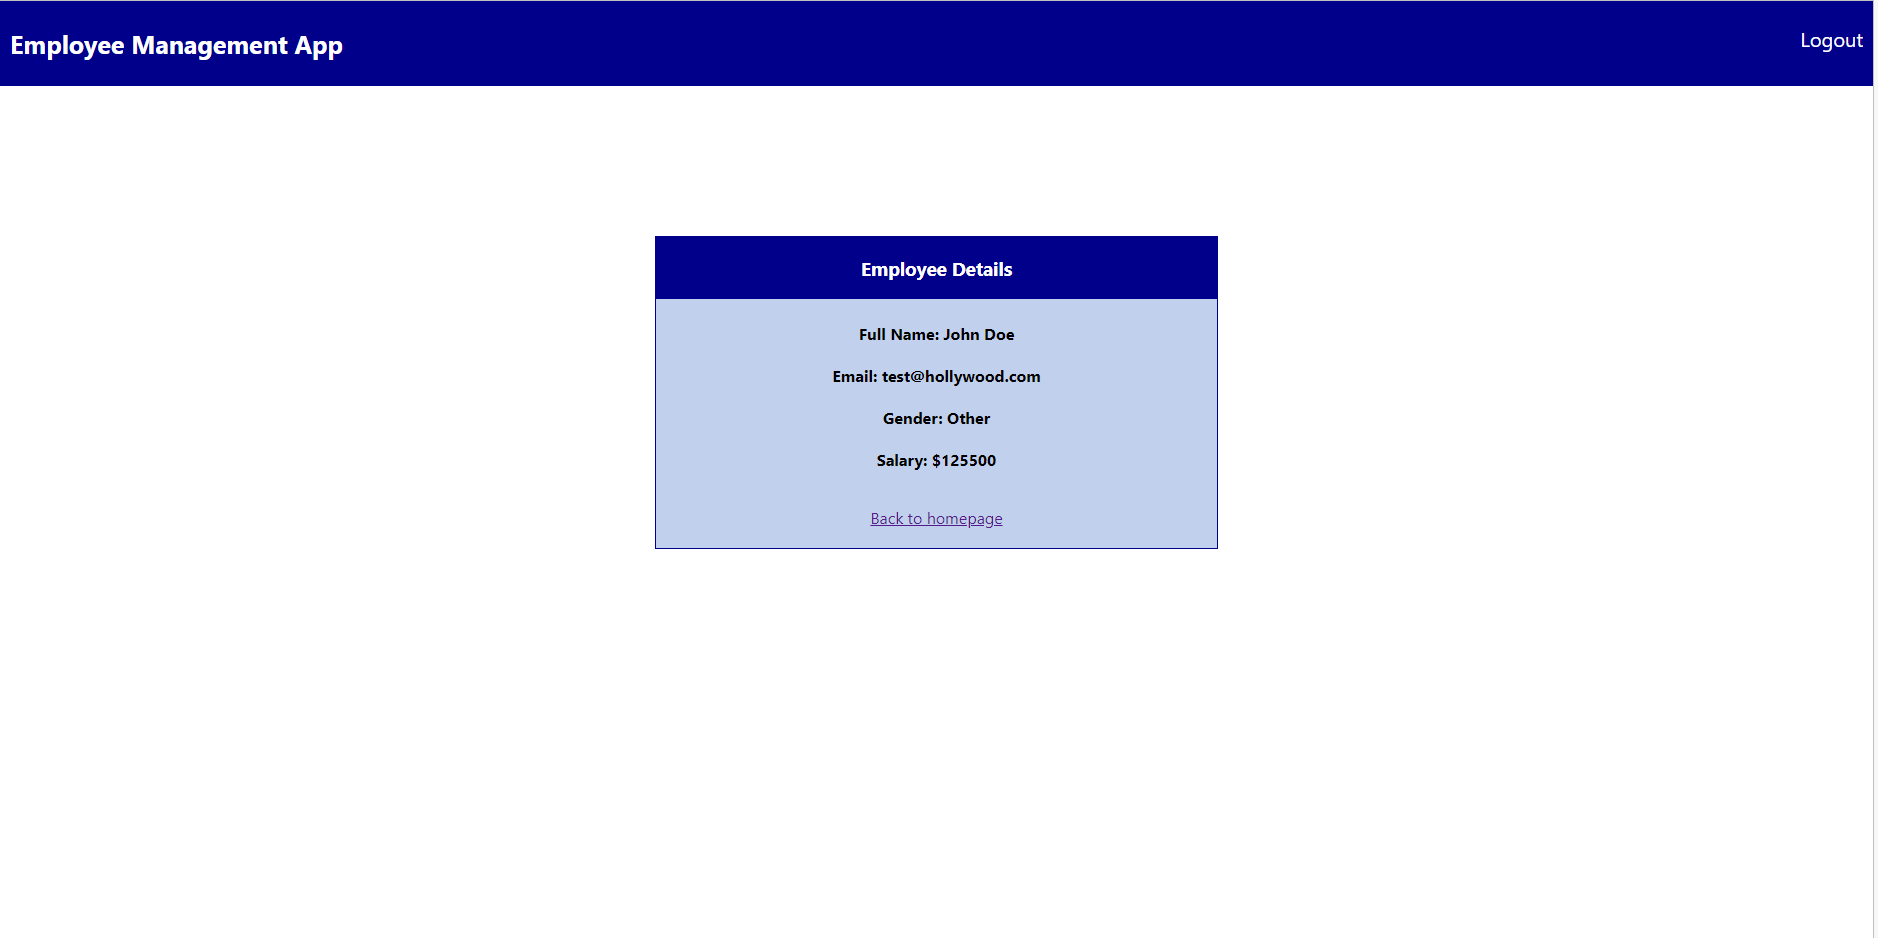 Employee Management App
Logout
Employee Details
Full Name: John Doe
Email: test@hollywood.com
Gender: Other
Salary: $125500
Back to homepage